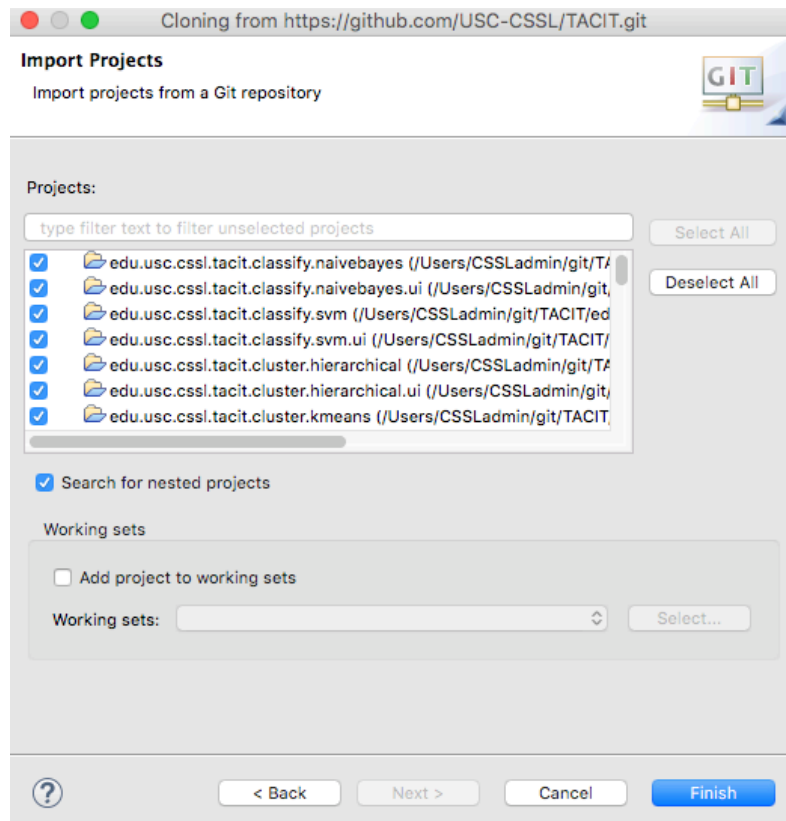 Cloning from https://github.com/USC-CSSL/TACIT.git
Import Projects
Import projects from a Git repository
GIT
Projects:
type filter text to filter unselected projects
Select All
edu.usc.cssl.tacit.classify.naivebayes (/Users/CSSLadmin/git/TA
edu.usc.cssl.tacit.classify.naivebayes.ui (/Users/CSSLadmin/git,
Deselect All
edu.usc.cssl.tacit.classify.svm (/Users/CSSLadmin/git/TACIT/ed
edu.usc.cssl.tacit.classify.svm.ui (/Users/CSSLadmin/git/TACIT/
edu.usc.cssl.tacit.cluster.hierarchical (/Users/CSSLadmin/git/TA
edu.usc.cssl.tacit.cluster.hierarchical.ui (/Users/CSSLadmin/git/
edu.usc.cssl.tacit.cluster.kmeans (/Users/CSSLadmin/git/TACIT,
Search for nested projects
Working sets
Add project to working sets
Working sets:
Select...
?
< Back
Next >
Cancel
Finish